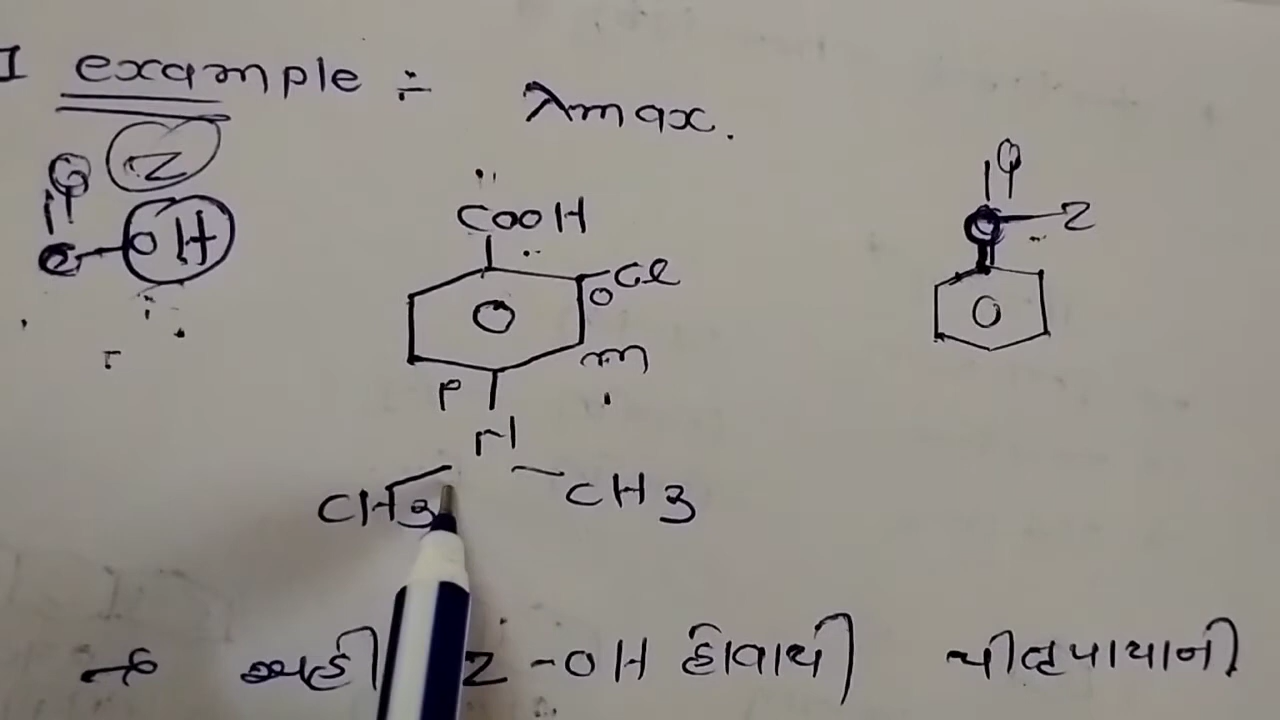 I example ÷ λmax.
Z
O
C-OH
COOH
Cl
O
m
P
N
CH3 CH3
O
C-Z
→ અહી Z -OH હોવાથી